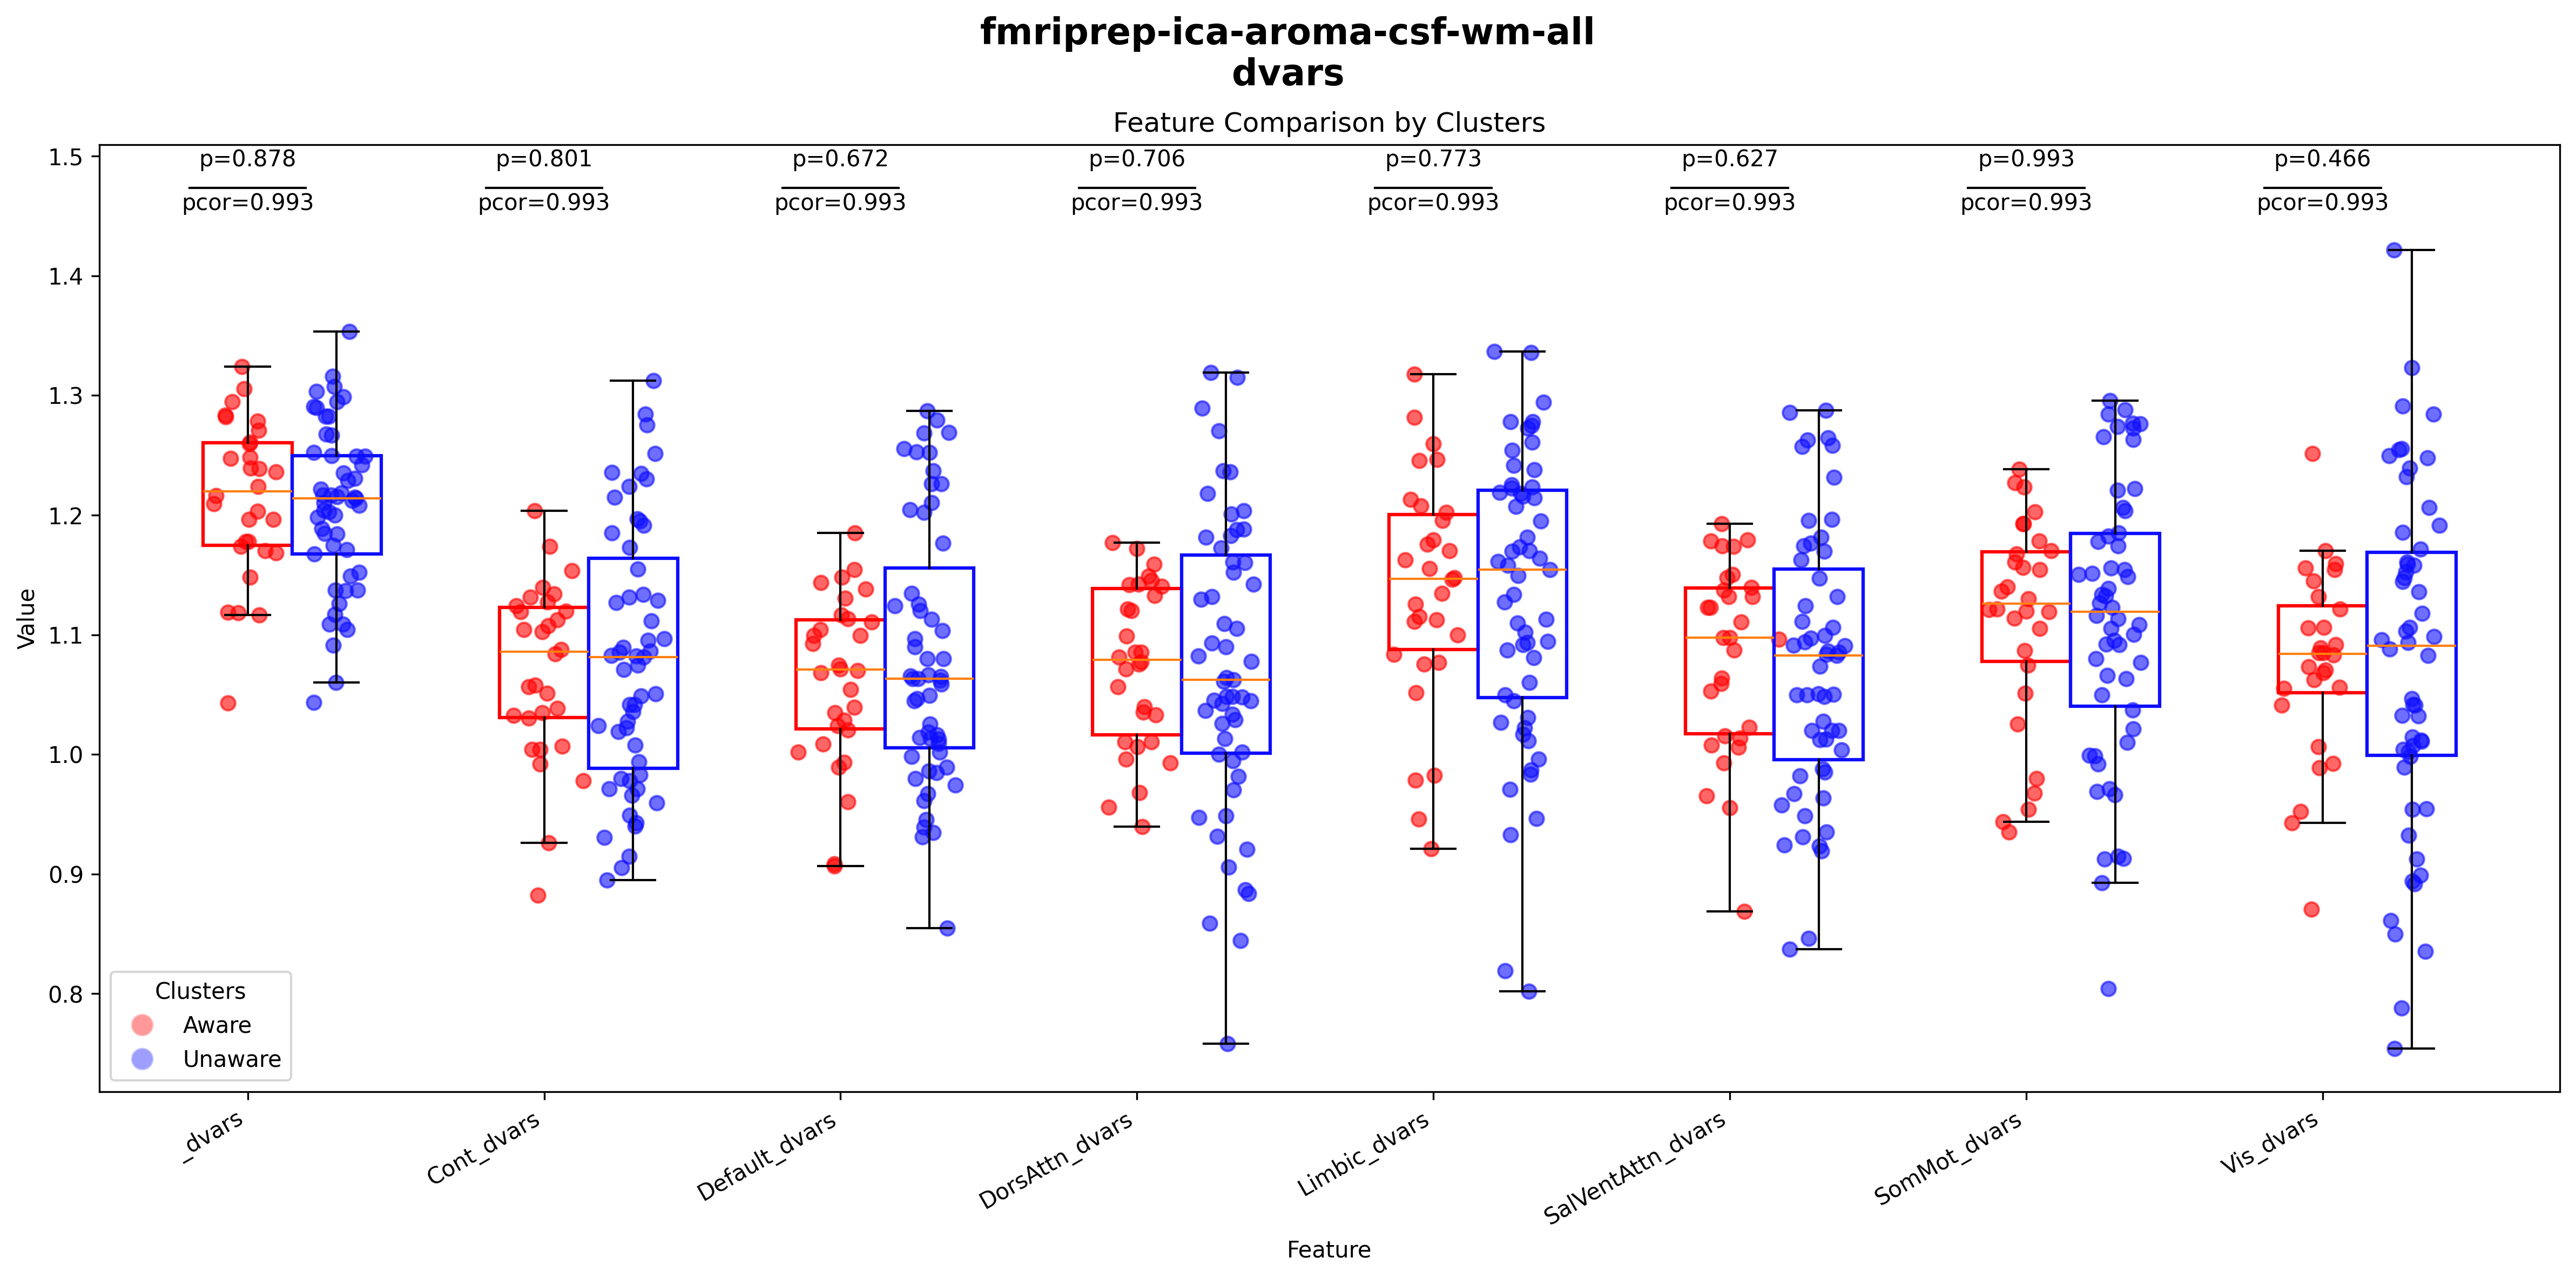 fmriprep-ica-aroma-csf-wm-all
dvars
Feature Comparison by Clusters
p=0.878 p=0.801 p=0.672 p=0.706 p=0.773 p=0.627 p=0.993 p=0.466
pcor=0.993 pcor=0.993 pcor=0.993 pcor=0.993 pcor=0.993 pcor=0.993 pcor=0.993 pcor=0.993
1.5
1.4
1.3
1.2
1.1
1.0
0.9
0.8
Value
Clusters
Aware
Unaware
_dvars
Cont_dvars
Default_dvars
DorsAttn_dvars
Limbic_dvars
SalVentAttn_dvars
SomMot_dvars
Vis_dvars
Feature